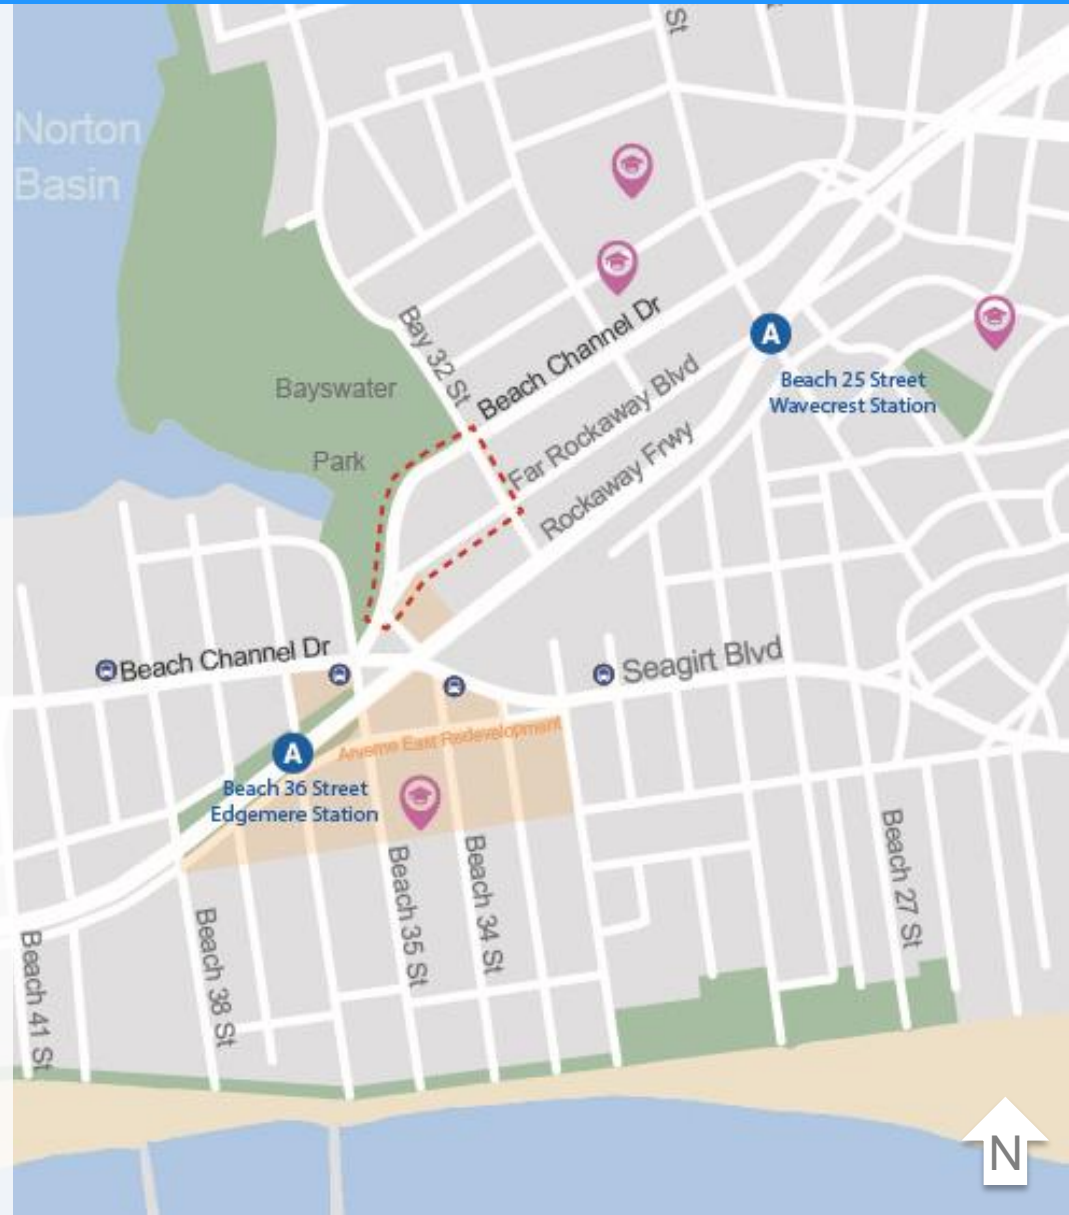 St
Norton
Basin
Bay 32 St
Beach Channel Dr
A
Beach 25 Street
Wavecrest Station
Bayswater
Park
Far Rockaway Blvd
Rockaway Frwy
Beach Channel Dr
Seagirt Blvd
Arverne East Redevelopment
A
Beach 36 Street
Edgemere Station
Beach 27 St
Beach 34 St
Beach 35 St
Beach 38 St
Beach 41 St
N